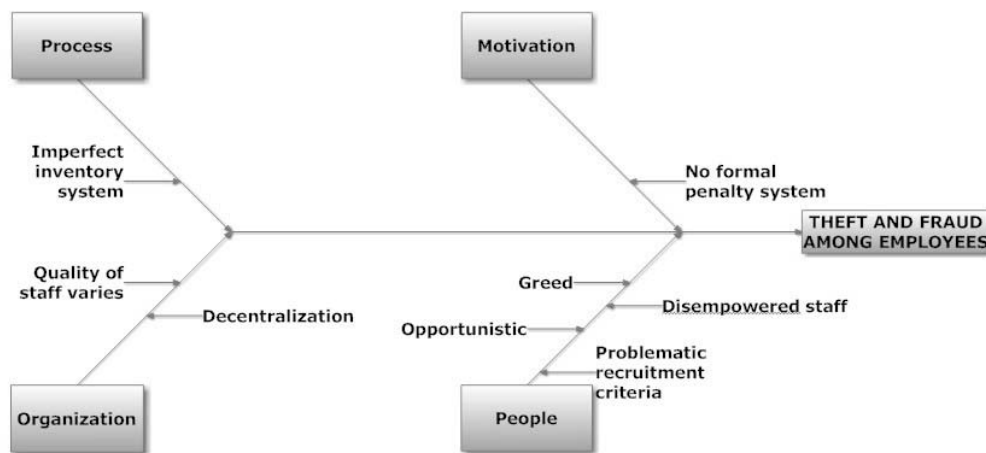 Process
Motivation
Imperfect
inventory
system
No formal
penalty system
THEFT AND FRAUD
AMONG EMPLOYEES
Quality of
staff varies
Decentralization
Greed
Disempowered staff
Opportunistic
Problematic
recruitment
criteria
Organization
People